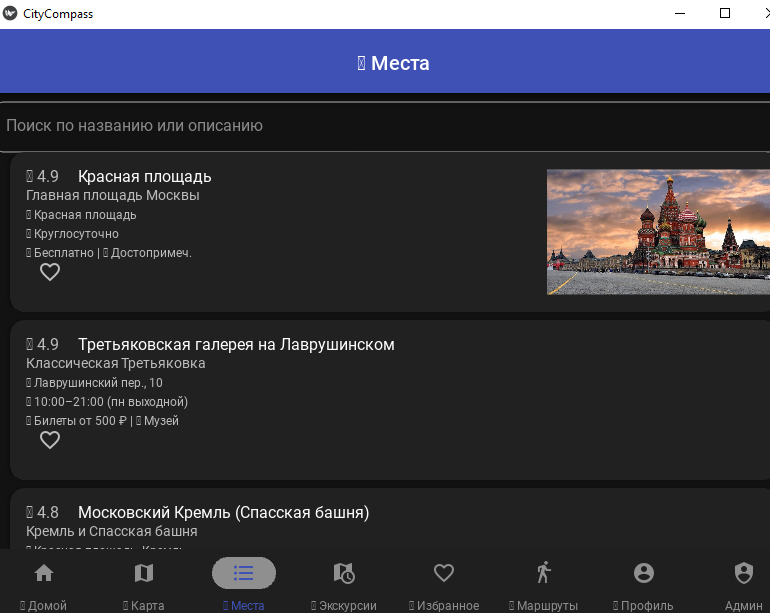 CityCompass
Места
Поиск по названию или описанию
4.9 Красная площадь
Главная площадь Москвы
Красная площадь
Круглосуточно
Бесплатно | Достопримеч.
4.9 Третьяковская галерея на Лаврушинском
Классическая Третьяковка
Лаврушинский пер., 10
10:00–21:00 (пн выходной)
Билеты от 500 ₽ | Музей
4.8 Московский Кремль (Спасская башня)
Кремль и Спасская башня
Красная площадь, Кремль
Домой Карта Места Экскурсии Избранное Маршруты Профиль Админ